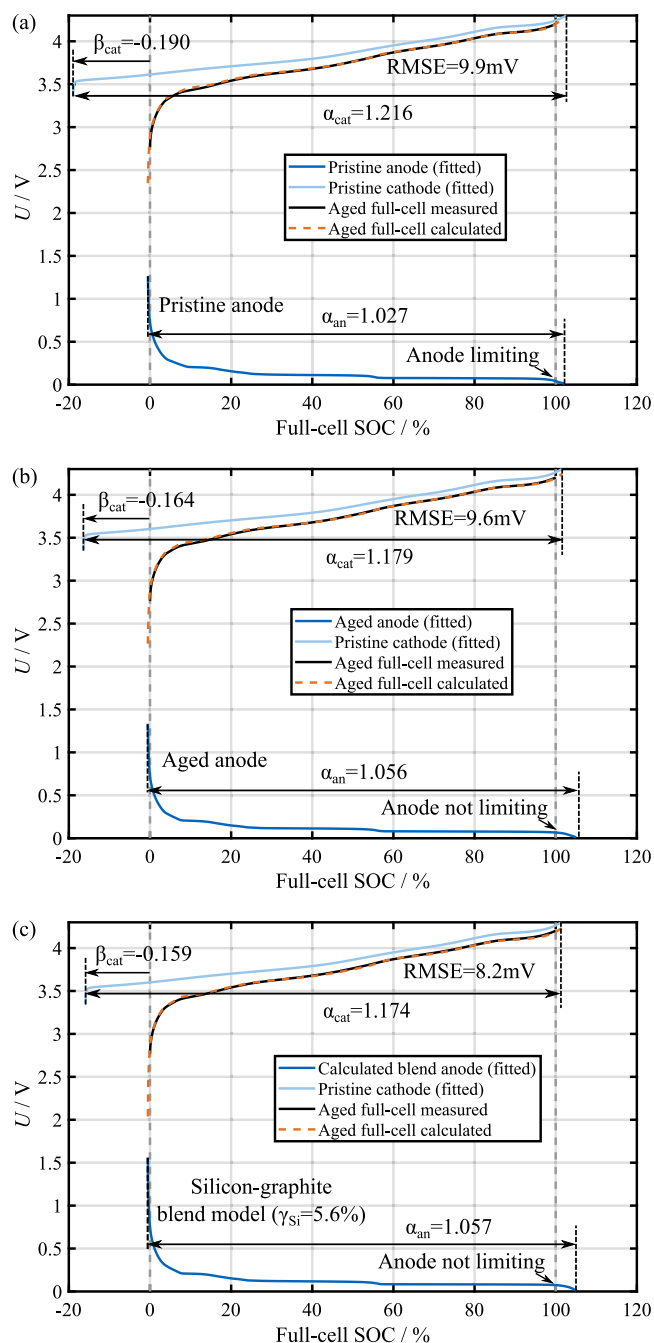 (a)
β_cat=-0.190
RMSE=9.9mV
α_cat=1.216
Pristine anode (fitted)
Pristine cathode (fitted)
Aged full-cell measured
Aged full-cell calculated
Pristine anode
α_an=1.027
Anode limiting
4
3.5
3
2.5
2
1.5
1
0.5
0
U / V
-20 0 20 40 60 80 100 120
Full-cell SOC / %
(b)
β_cat=-0.164
RMSE=9.6mV
α_cat=1.179
Aged anode (fitted)
Pristine cathode (fitted)
Aged full-cell measured
Aged full-cell calculated
Aged anode
α_an=1.056
Anode not limiting
4
3.5
3
2.5
2
1.5
1
0.5
0
U / V
-20 0 20 40 60 80 100 120
Full-cell SOC / %
(c)
β_cat=-0.159
RMSE=8.2mV
α_cat=1.174
Calculated blend anode (fitted)
Pristine cathode (fitted)
Aged full-cell measured
Aged full-cell calculated
Silicon-graphite
blend model (γ_Si=5.6%)
α_an=1.057
Anode not limiting
4
3.5
3
2.5
2
1.5
1
0.5
0
U / V
-20 0 20 40 60 80 100 120
Full-cell SOC / %